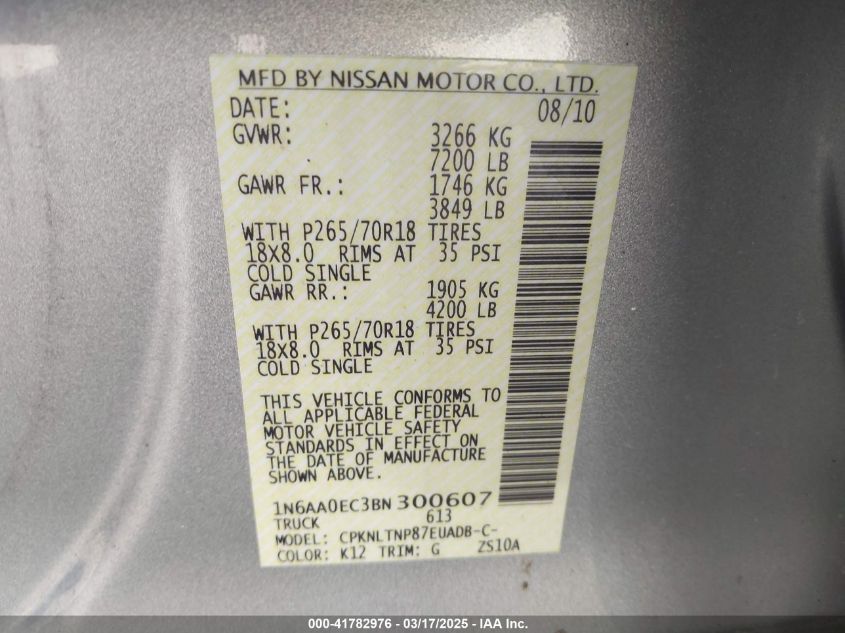 MFD BY NISSAN MOTOR CO., LTD.
DATE: 08/10
GVWR: 3266 KG
7200 LB
GAWR FR.: 1746 KG
3849 LB
WITH P265/70R18 TIRES
18X8.0 RIMS AT 35 PSI
COLD SINGLE
GAWR RR.: 1905 KG
4200 LB
WITH P265/70R18 TIRES
18X8.0 RIMS AT 35 PSI
COLD SINGLE
THIS VEHICLE CONFORMS TO
ALL APPLICABLE FEDERAL
MOTOR VEHICLE SAFETY
STANDARDS IN EFFECT ON
THE DATE OF MANUFACTURE
SHOWN ABOVE.
1N6AA0EC3BN300607
TRUCK 613
MODEL: CPKNLTNP87EUADB-C-
COLOR: K12 TRIM: G ZS10A
000-41782976 - 03/17/2025 - IAA Inc.